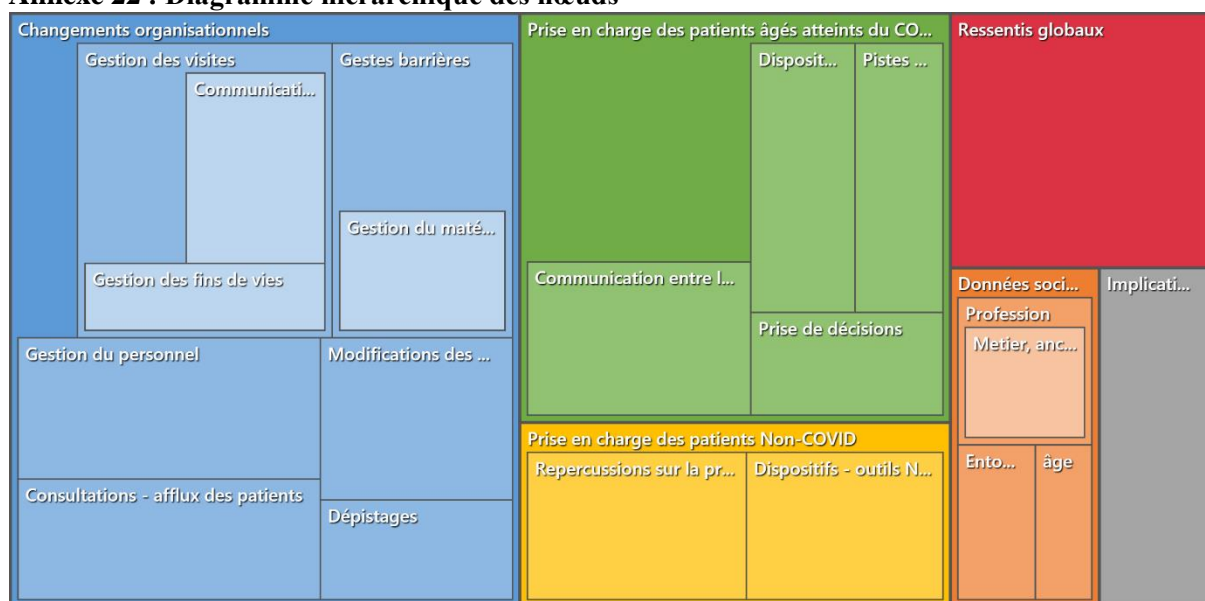 Annexe 22 : Diagramme hiérarchique des nœuds
Changements organisationnels
Gestion des visites
Communicati...
Gestion des fins de vies
Gestes barrières
Gestion du maté...
Gestion du personnel
Modifications des ...
Consultations - afflux des patients
Dépistages
Prise en charge des patients âgés atteints du CO...
Communication entre l...
Disposit...
Pistes ...
Prise de décisions
Prise en charge des patients Non-COVID
Repercussions sur la pr...
Dispositifs - outils N...
Ressentis globaux
Données soci...
Profession
Metier, anc...
Ento...
âge
Implicati...